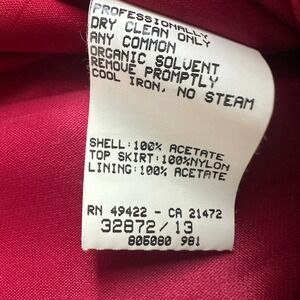 PROFESSIONALLY
DRY CLEAN ONLY
ANY COMMON
ORGANIC SOLVENT
REMOVE PROMPTLY
COOL IRON, NO STEAM
SHELL:100% ACETATE
TOP SKIRT:100%NYLON
LINING:100% ACETATE
RN 49422 - CA 21472
32872/13
805080 981